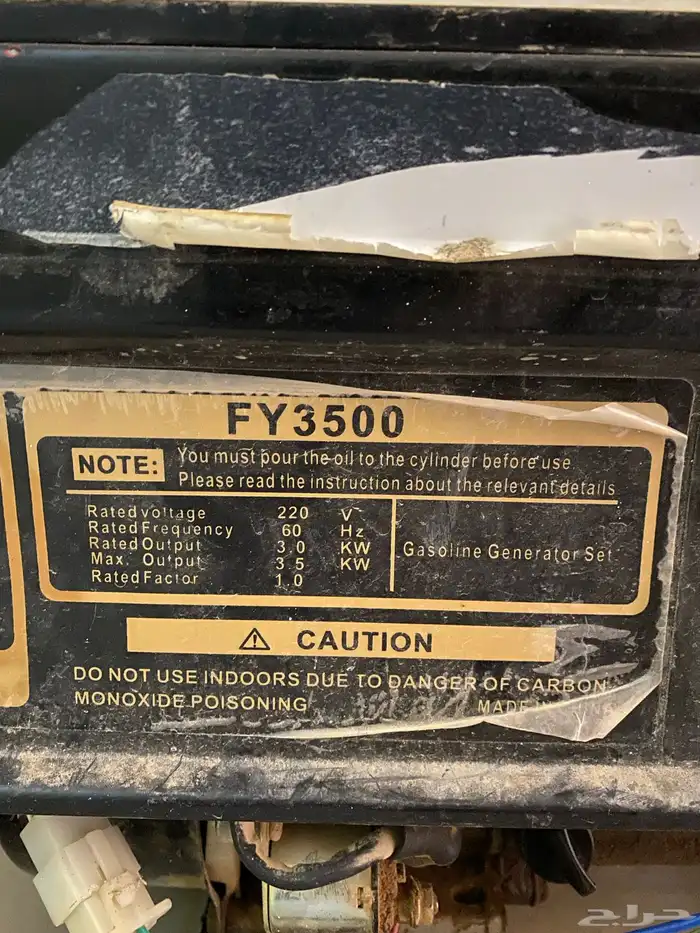 FY3500
NOTE: You must pour the oil to the cylinder before use
Please read the instruction about the relevant details
Rated voltage 220 V
Rated Frequency 60 Hz
Rated Output 3.0 KW
Max. Output 3.5 KW
Rated Factor 1.0
Gasoline Generator Set
⚠ CAUTION
DO NOT USE INDOORS DUE TO DANGER OF CARBON
MONOXIDE POISONING
MADE IN
حراج